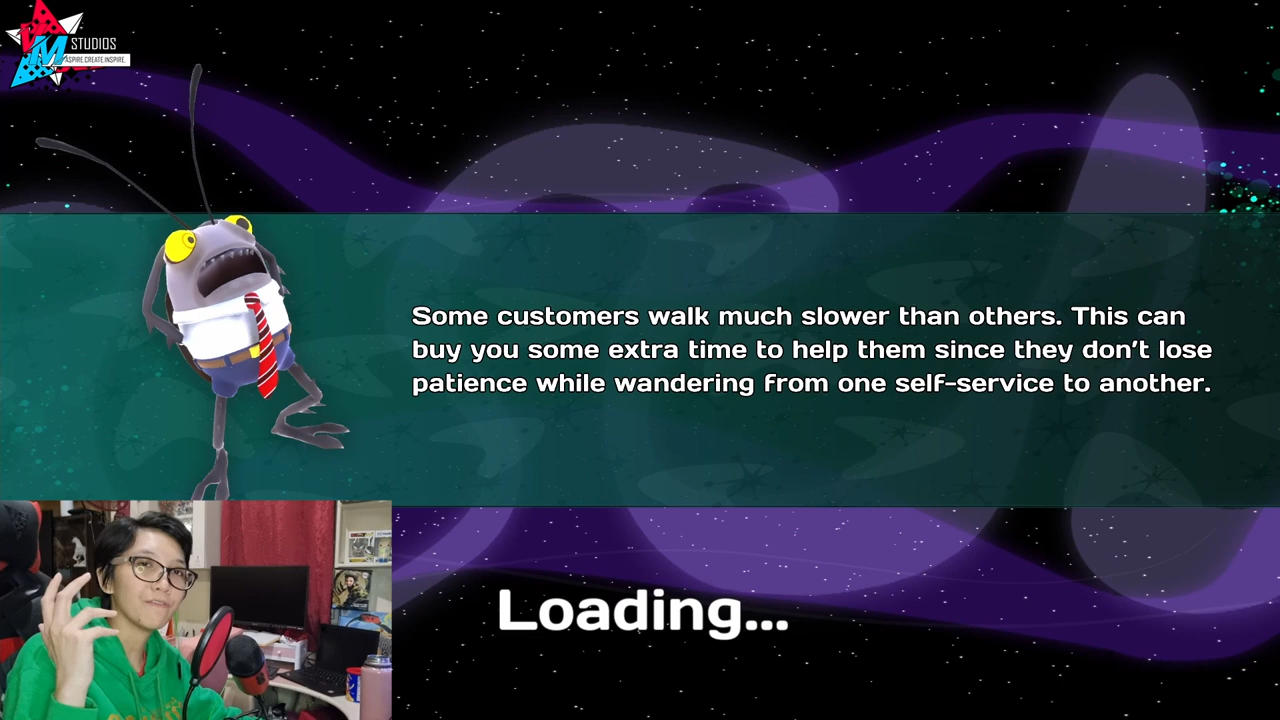 VM
STUDIOS
ASPIRE.CREATE.INSPIRE.
Some customers walk much slower than others. This can
buy you some extra time to help them since they don't lose
patience while wandering from one self-service to another.
Loading...